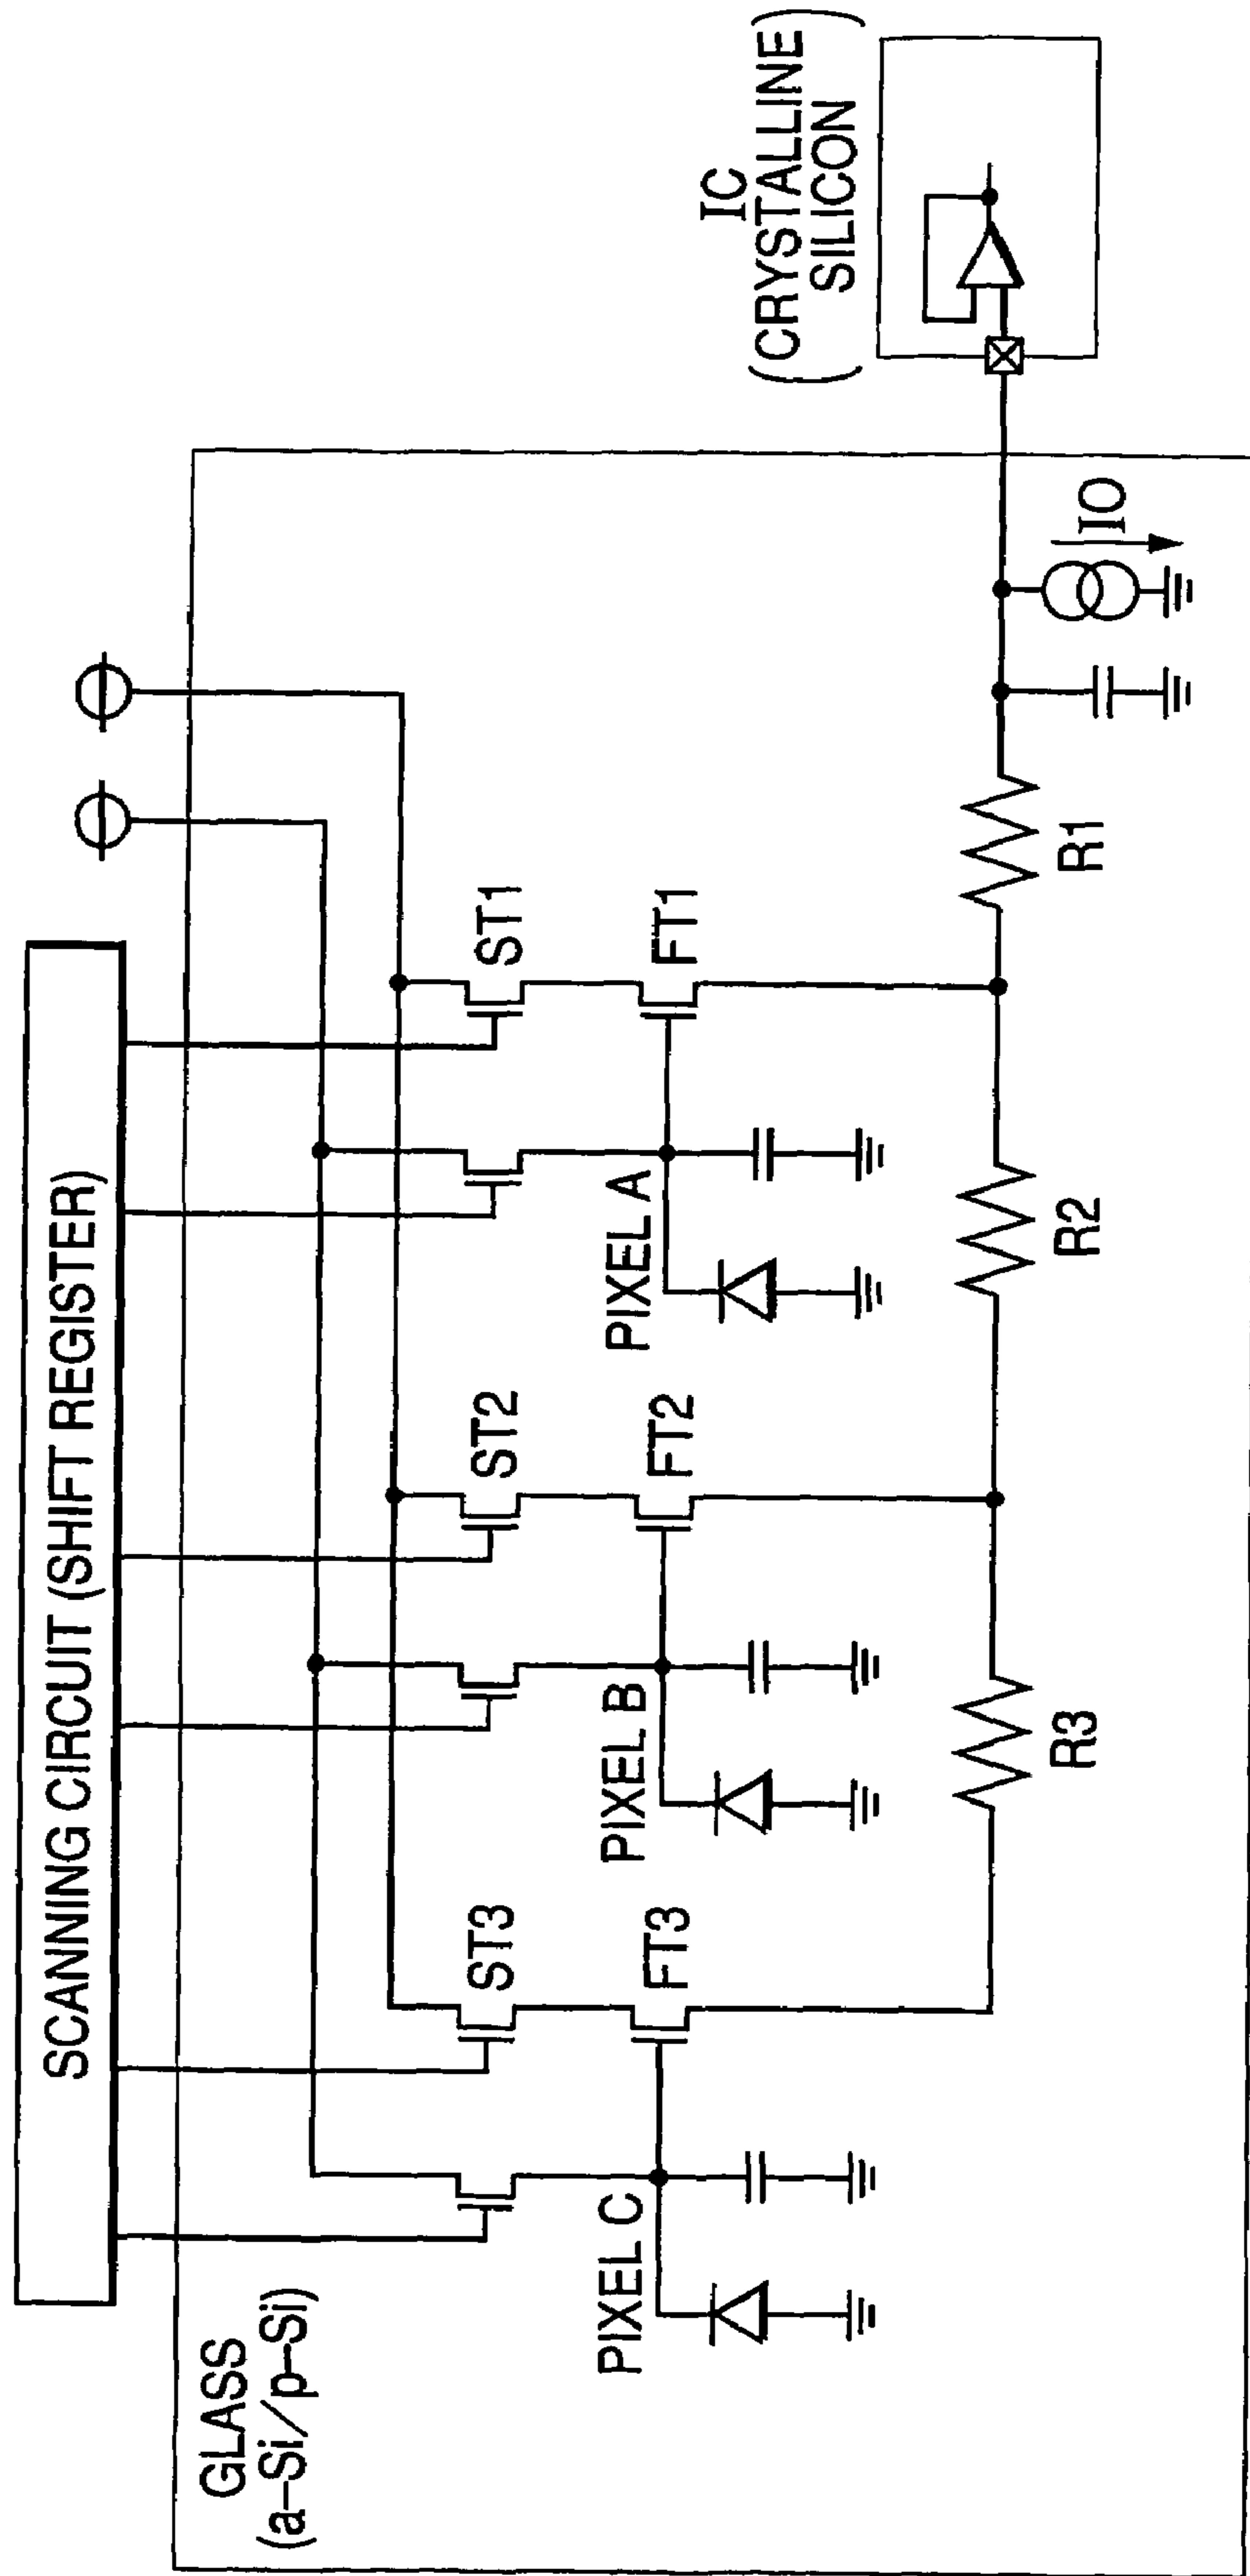 SCANNING CIRCUIT (SHIFT REGISTER)
GLASS
(a-Si/p-Si)
IC
(CRYSTALLINE
SILICON)
ST3
ST2
ST1
FT3
FT2
FT1
PIXEL C
PIXEL B
PIXEL A
R3
R2
R1
IO